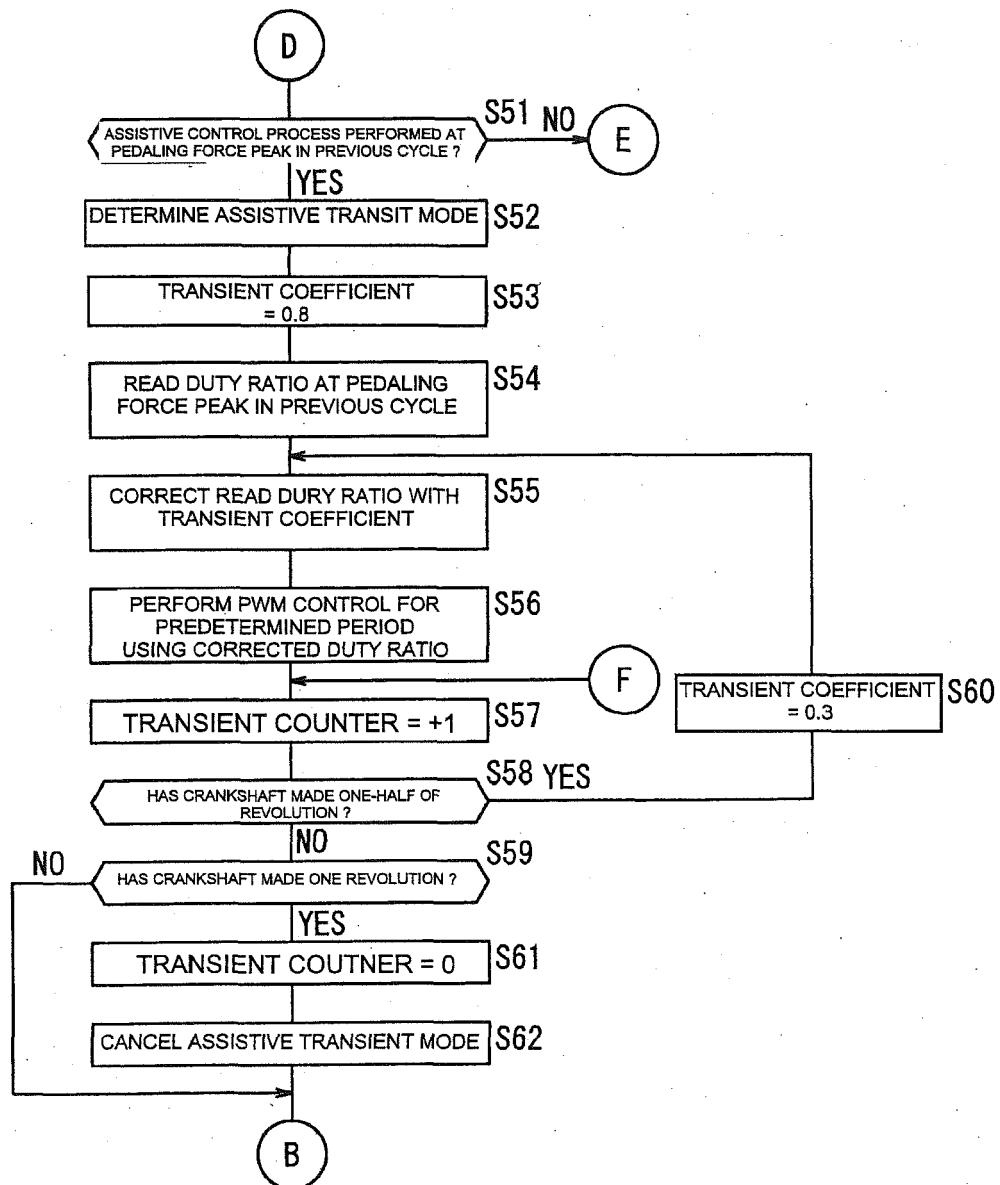 D
S51 NO
ASSISTIVE CONTROL PROCESS PERFORMED AT
PEDALING FORCE PEAK IN PREVIOUS CYCLE ?
E
YES
DETERMINE ASSISTIVE TRANSIT MODE
S52
TRANSIENT COEFFICIENT
= 0.8
S53
READ DUTY RATIO AT PEDALING
FORCE PEAK IN PREVIOUS CYCLE
S54
CORRECT READ DURY RATIO WITH
TRANSIENT COEFFICIENT
S55
PERFORM PWM CONTROL FOR
PREDETERMINED PERIOD
USING CORRECTED DUTY RATIO
S56
F
TRANSIENT COEFFICIENT
= 0.3
S60
TRANSIENT COUNTER = +1
S57
S58 YES
HAS CRANKSHAFT MADE ONE-HALF OF
REVOLUTION ?
NO
S59
NO
HAS CRANKSHAFT MADE ONE REVOLUTION ?
YES
TRANSIENT COUTNER = 0
S61
CANCEL ASSISTIVE TRANSIENT MODE
S62
B